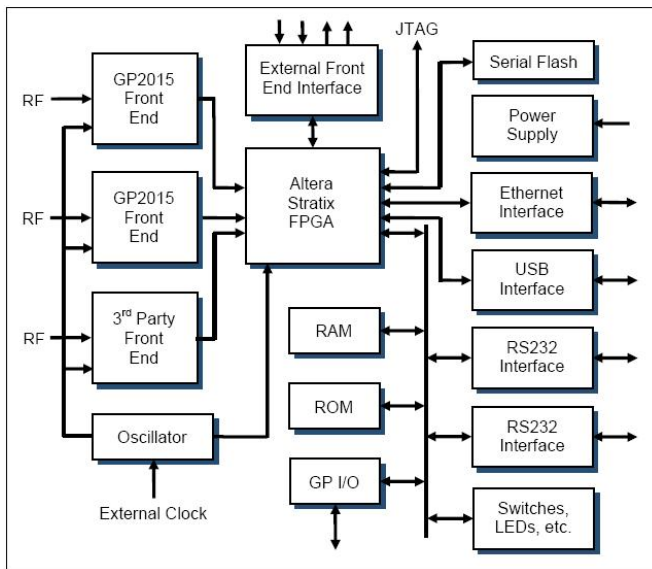 JTAG
GP2015
Front
End
External Front
End Interface
Serial Flash
RF
Power
Supply
Altera
Stratix
FPGA
GP2015
Front
End
Ethernet
Interface
RF
USB
Interface
3rd Party
Front
End
RAM
RF
RS232
Interface
ROM
Oscillator
RS232
Interface
GP I/O
External Clock
Switches,
LEDs, etc.